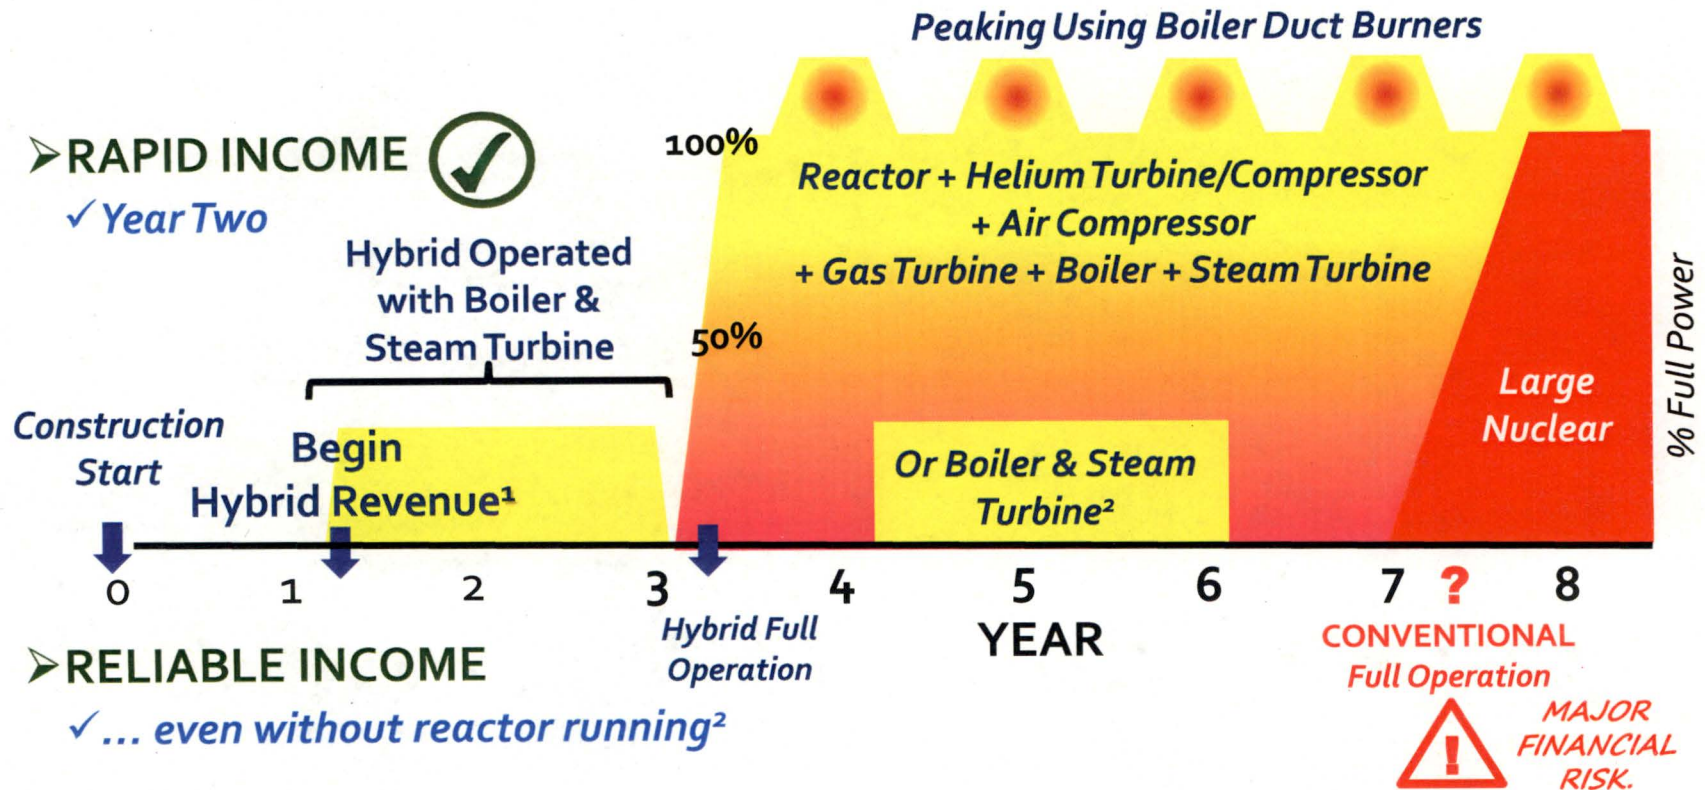 Peaking Using Boiler Duct Burners
➢RAPID INCOME
✓ Year Two
100%
Reactor + Helium Turbine/Compressor
+ Air Compressor
+ Gas Turbine + Boiler + Steam Turbine
Hybrid Operated
with Boiler &
Steam Turbine
50%
% Full Power
Large
Nuclear
Construction
Start
Begin
Hybrid Revenue¹
Or Boiler & Steam
Turbine²
0 1 2 3 4 5 6 7 ? 8
Hybrid Full
Operation
YEAR
CONVENTIONAL
Full Operation
➢RELIABLE INCOME
✓... even without reactor running²
MAJOR
FINANCIAL
RISK.